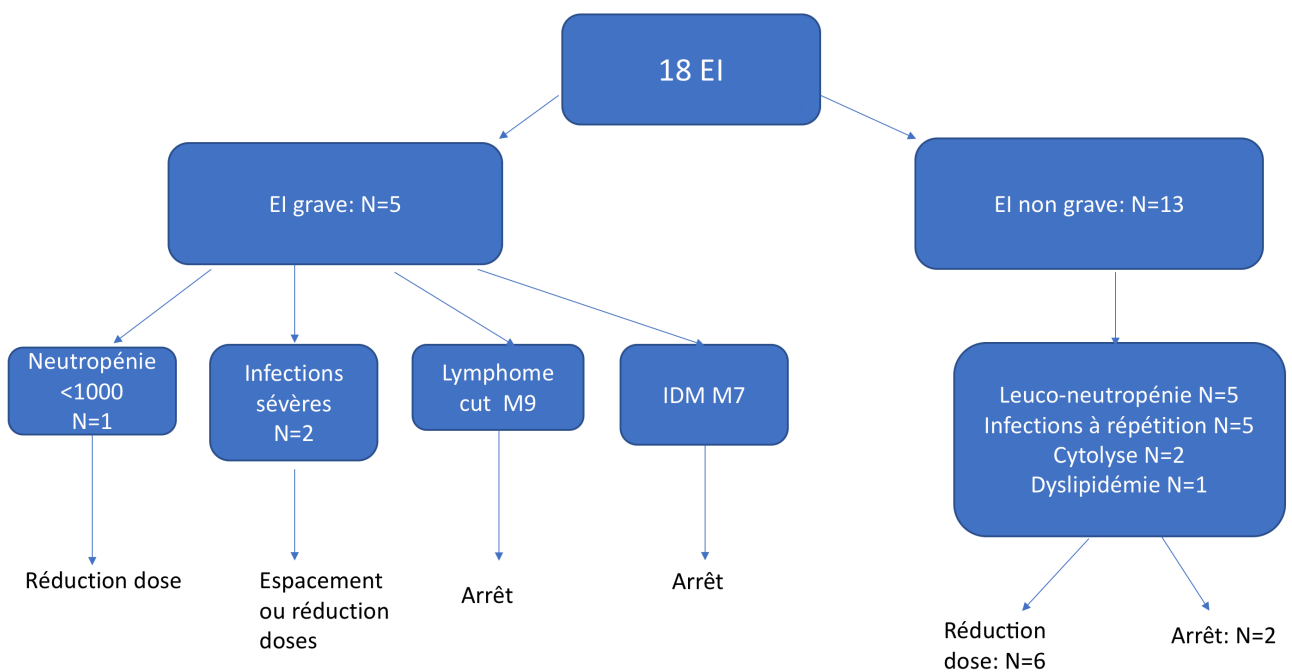 18 EI
EI grave: N=5
EI non grave: N=13
Neutropénie
<1000
N=1
Infections
sévères
N=2
Lymphome
cut  M9
IDM M7
Leuco-neutropénie N=5
Infections à répétition N=5
Cytolyse N=2
Dyslipidémie N=1
Réduction dose
Espacement
ou réduction
doses
Arrêt
Arrêt
Réduction
dose: N=6
Arrêt: N=2